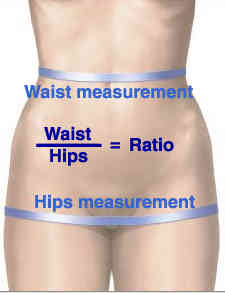 Waist measurement
Waist
Hips
= Ratio
Hips measurement